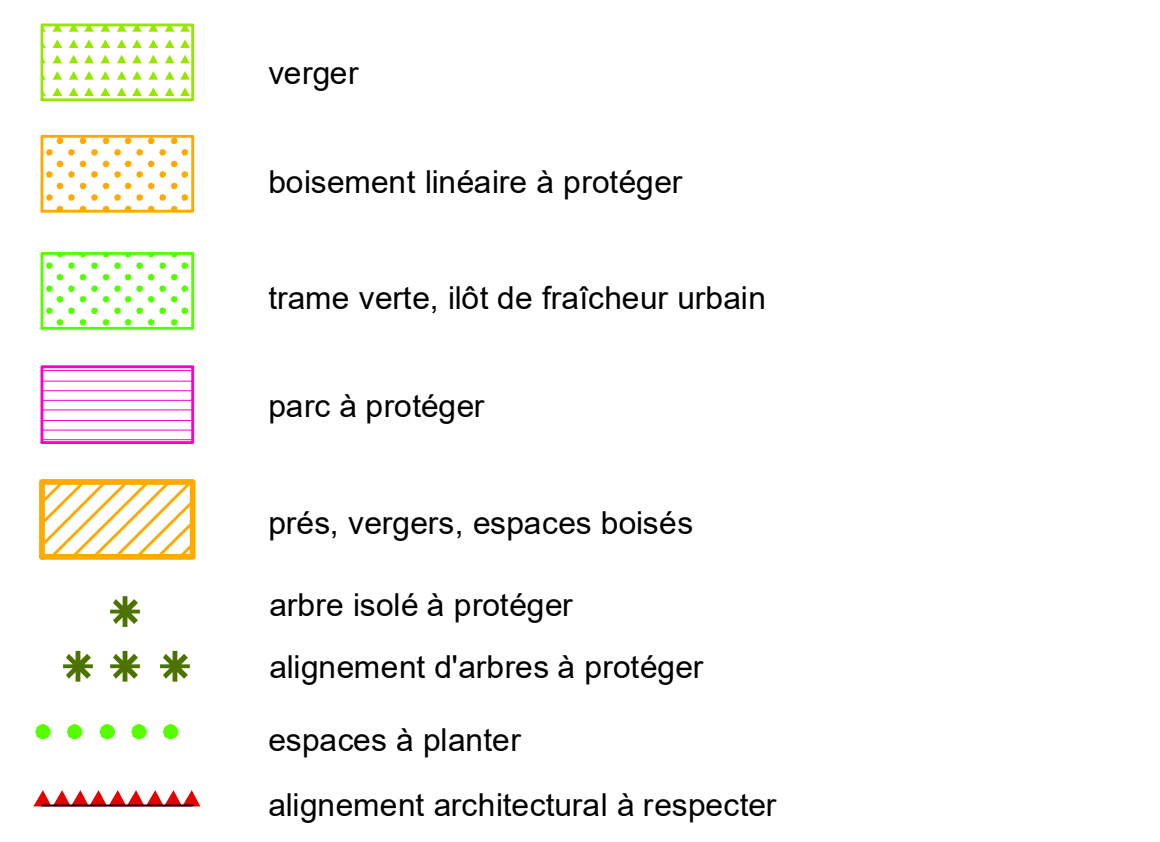 verger
boisement linéaire à protéger
trame verte, ilôt de fraîcheur urbain
parc à protéger
prés, vergers, espaces boisés
arbre isolé à protéger
alignement d'arbres à protéger
espaces à planter
alignement architectural à respecter